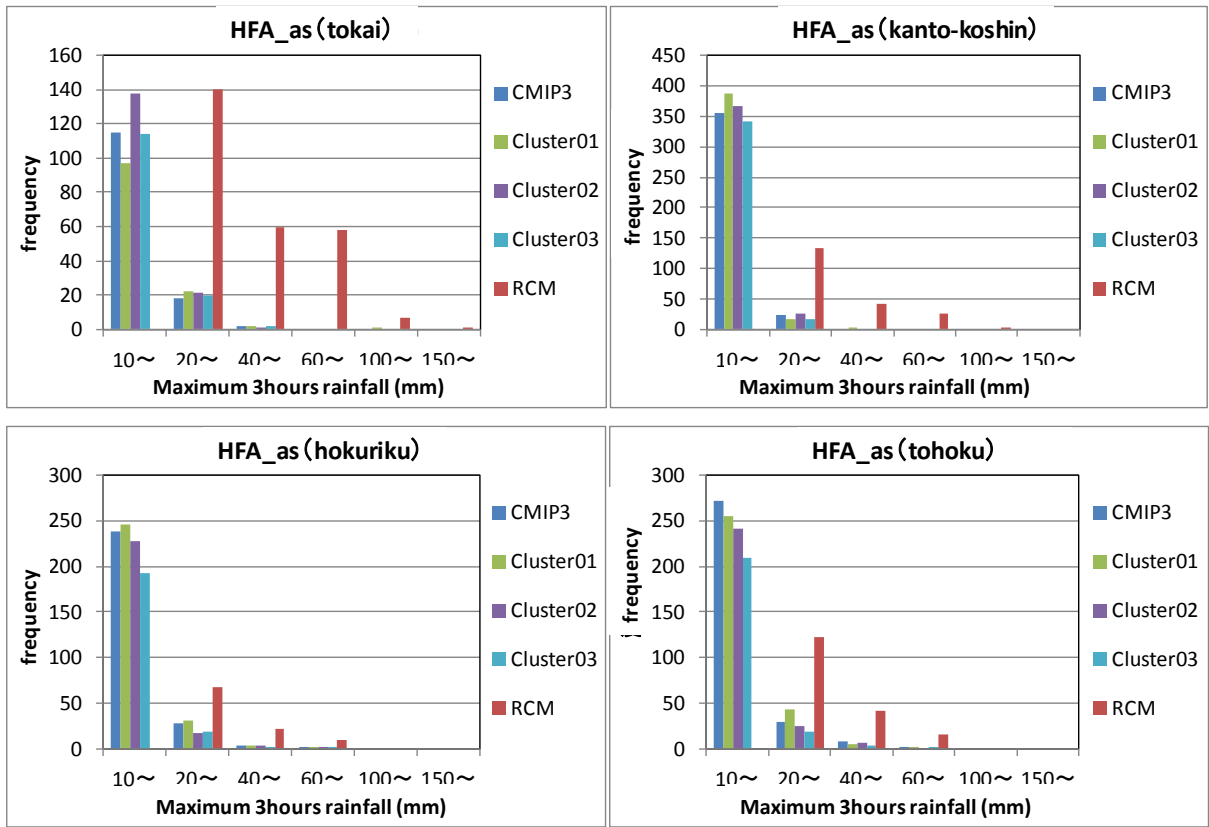 HFA_as（tokai）
160
140
120
100
80
60
40
20
0
frequency
10～ 20～ 40～ 60～ 100～ 150～
Maximum 3hours rainfall (mm)
CMIP3
Cluster01
Cluster02
Cluster03
RCM
HFA_as（kanto-koshin）
450
400
350
300
250
200
150
100
50
0
frequency
10～ 20～ 40～ 60～ 100～ 150～
Maximum 3hours rainfall (mm)
CMIP3
Cluster01
Cluster02
Cluster03
RCM
HFA_as（hokuriku）
300
250
200
150
100
50
0
frequency
10～ 20～ 40～ 60～ 100～ 150～
Maximum 3hours rainfall (mm)
CMIP3
Cluster01
Cluster02
Cluster03
RCM
HFA_as（tohoku）
300
250
200
150
100
50
0
frequency
10～ 20～ 40～ 60～ 100～ 150～
Maximum 3hours rainfall (mm)
CMIP3
Cluster01
Cluster02
Cluster03
RCM